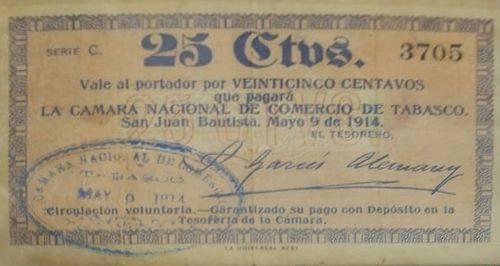 SERIE C. 25 Ctvs. 3705
Vale al portador por VEINTICINCO CENTAVOS
que pagará
LA CAMARA NACIONAL DE COMERCIO DE TABASCO.
San Juan Bautista, Mayo 9 de 1914.
EL TESORERO,
CAMARA NACIONAL DE COMERCIO
TABASCO
MAY 9 1914
Circulación voluntaria.—Garantizado su pago con Depósito en la
Tesorería de la Cámara.
LA UNIVERSAL